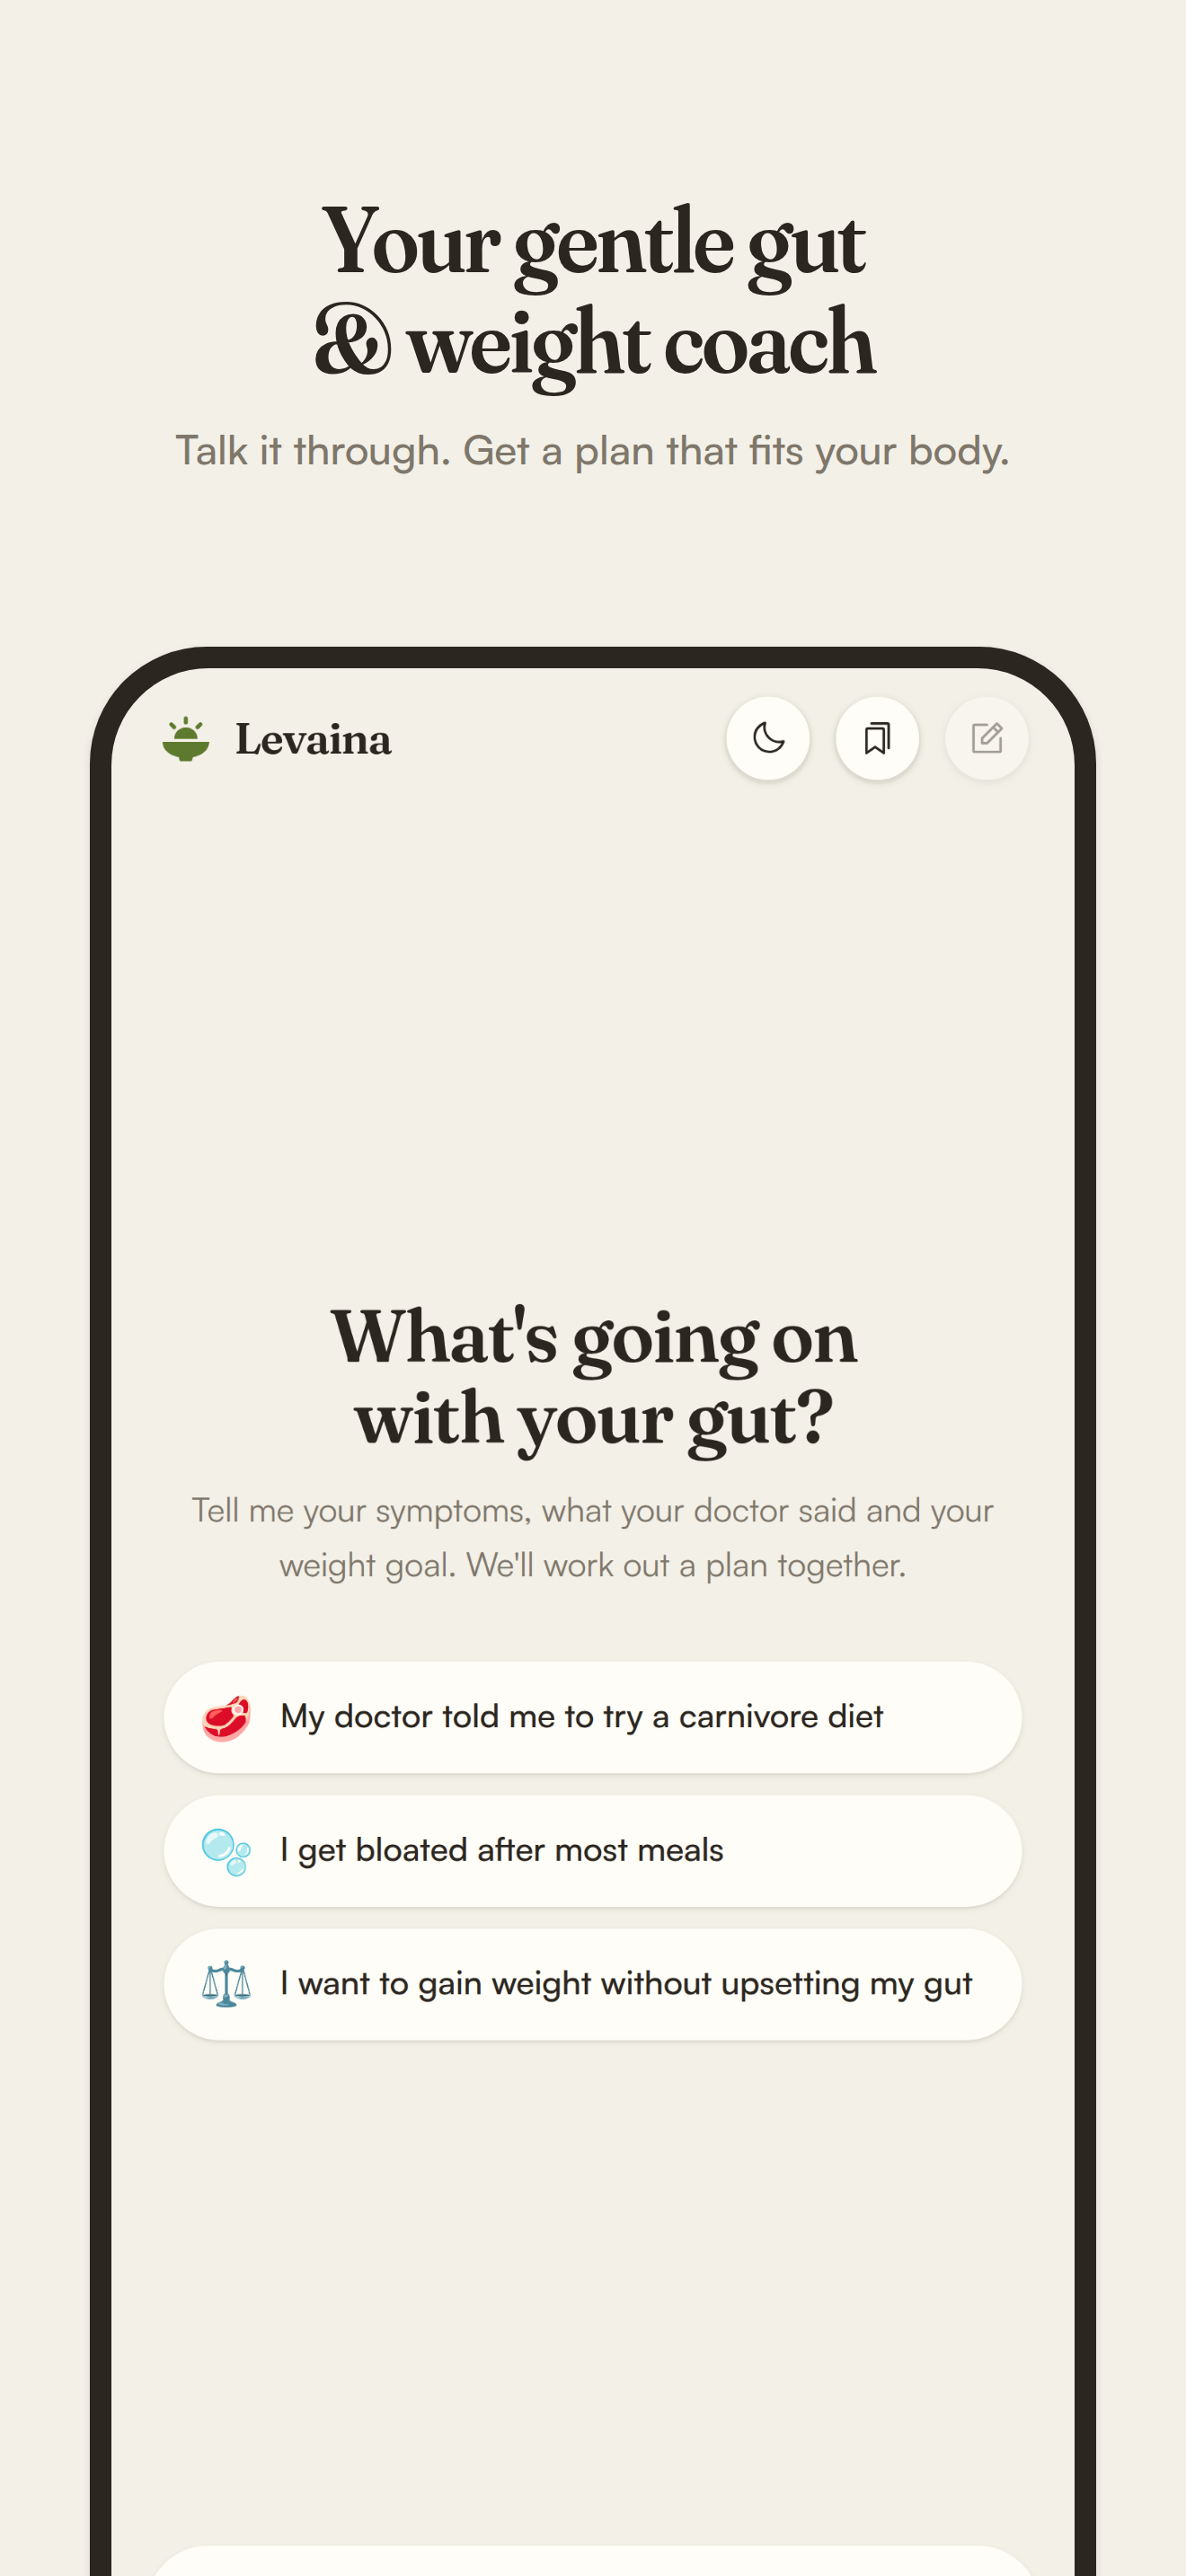 Your gentle gut
& weight coach
Talk it through. Get a plan that fits your body.
Levaina
What's going on
with your gut?
Tell me your symptoms, what your doctor said and your
weight goal. We'll work out a plan together.
My doctor told me to try a carnivore diet
I get bloated after most meals
I want to gain weight without upsetting my gut